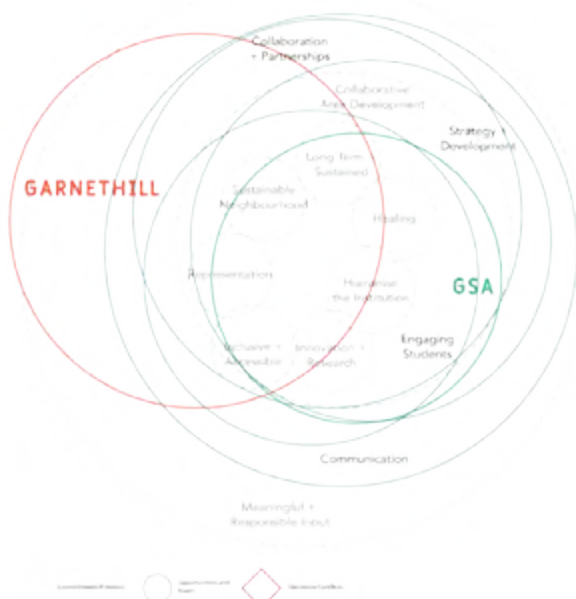 Collaboration
+ Partnerships
Collaborative
Area Development
Strategy +
Development
Long Term
Sustained
GARNETHILL
Sustainable
Neighbourhood
Healing
Representation
Humanise
the Institution
GSA
Inclusive +
Accessible
Innovation +
Research
Engaging
Students
Communication
Meaningful +
Responsible Input